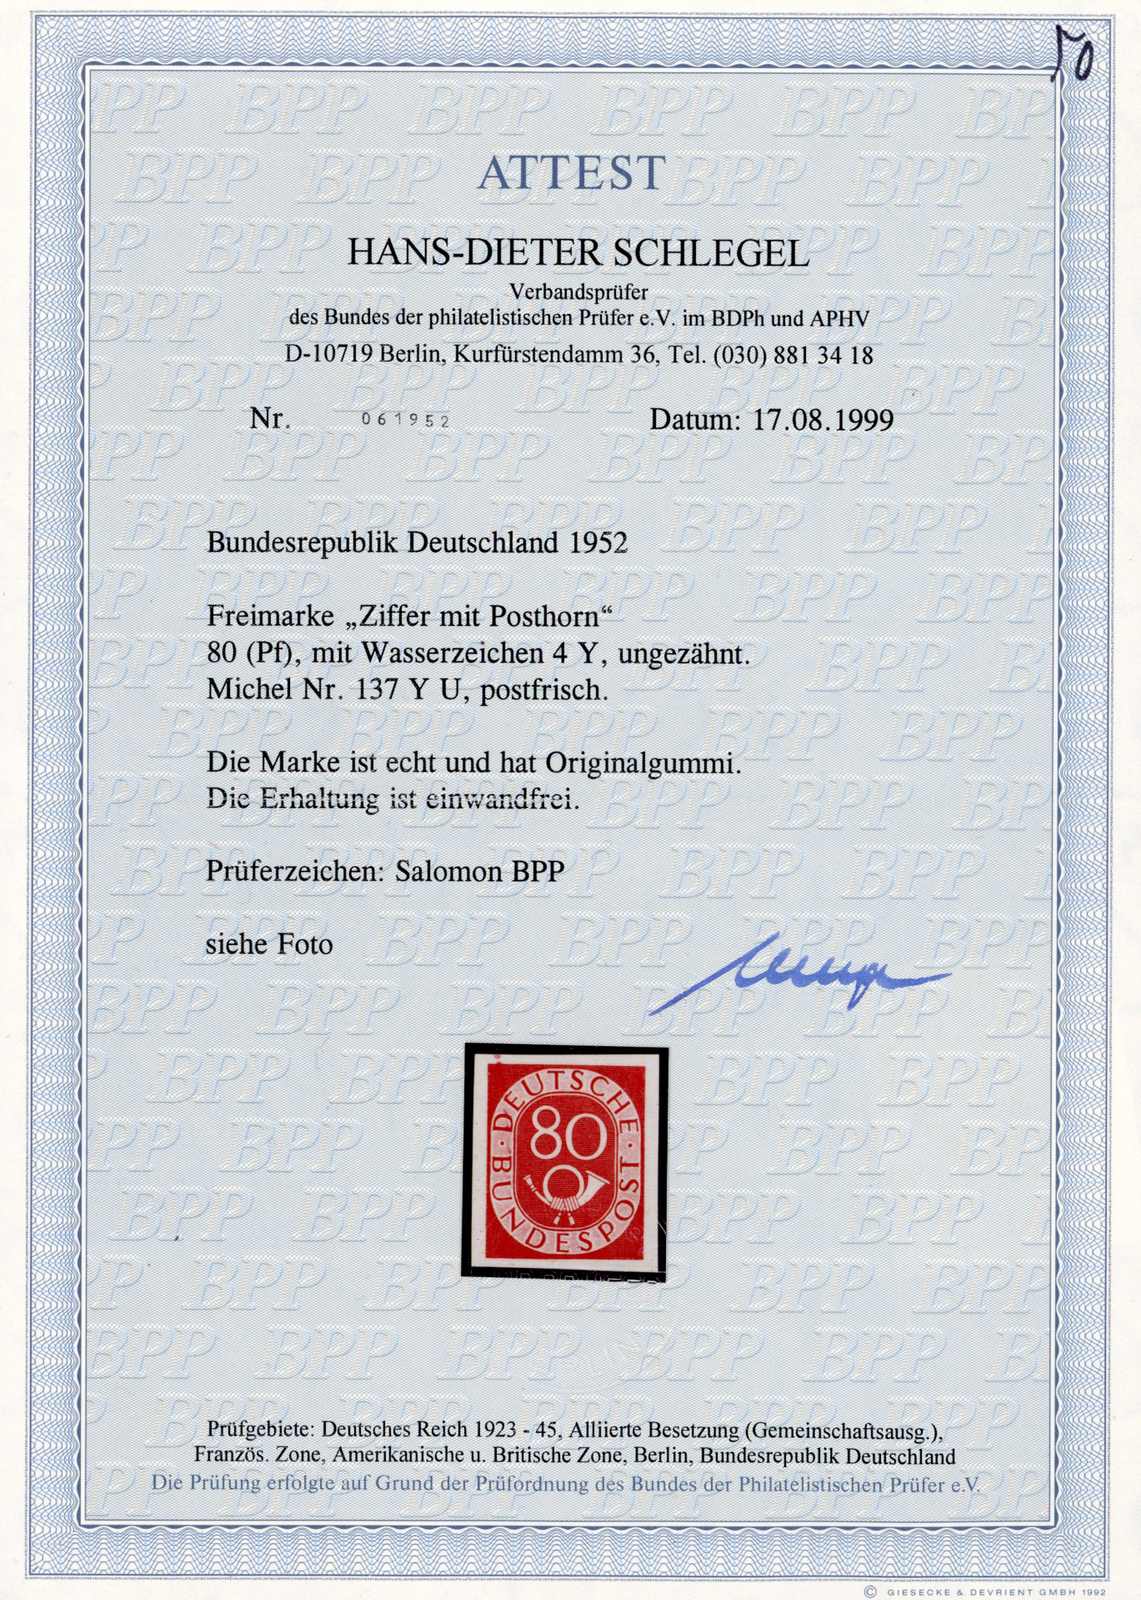 50
ATTEST
HANS-DIETER SCHLEGEL
Verbandsprüfer
des Bundes der philatelistischen Prüfer e.V. im BDPh und APHV
D-10719 Berlin, Kurfürstendamm 36, Tel. (030) 881 34 18
Nr. 061952 Datum: 17.08.1999
Bundesrepublik Deutschland 1952
Freimarke „Ziffer mit Posthorn“
80 (Pf), mit Wasserzeichen 4 Y, ungezähnt.
Michel Nr. 137 Y U, postfrisch.
Die Marke ist echt und hat Originalgummi.
Die Erhaltung ist einwandfrei.
Prüferzeichen: Salomon BPP
siehe Foto
DEUTSCHE
80
BUNDESPOST
Prüfgebiete: Deutsches Reich 1923 - 45, Alliierte Besetzung (Gemeinschaftsausg.),
Französ. Zone, Amerikanische u. Britische Zone, Berlin, Bundesrepublik Deutschland
Die Prüfung erfolgte auf Grund der Prüfordnung des Bundes der Philatelistischen Prüfer e.V.
© GIESECKE & DEVRIENT GMBH 1992